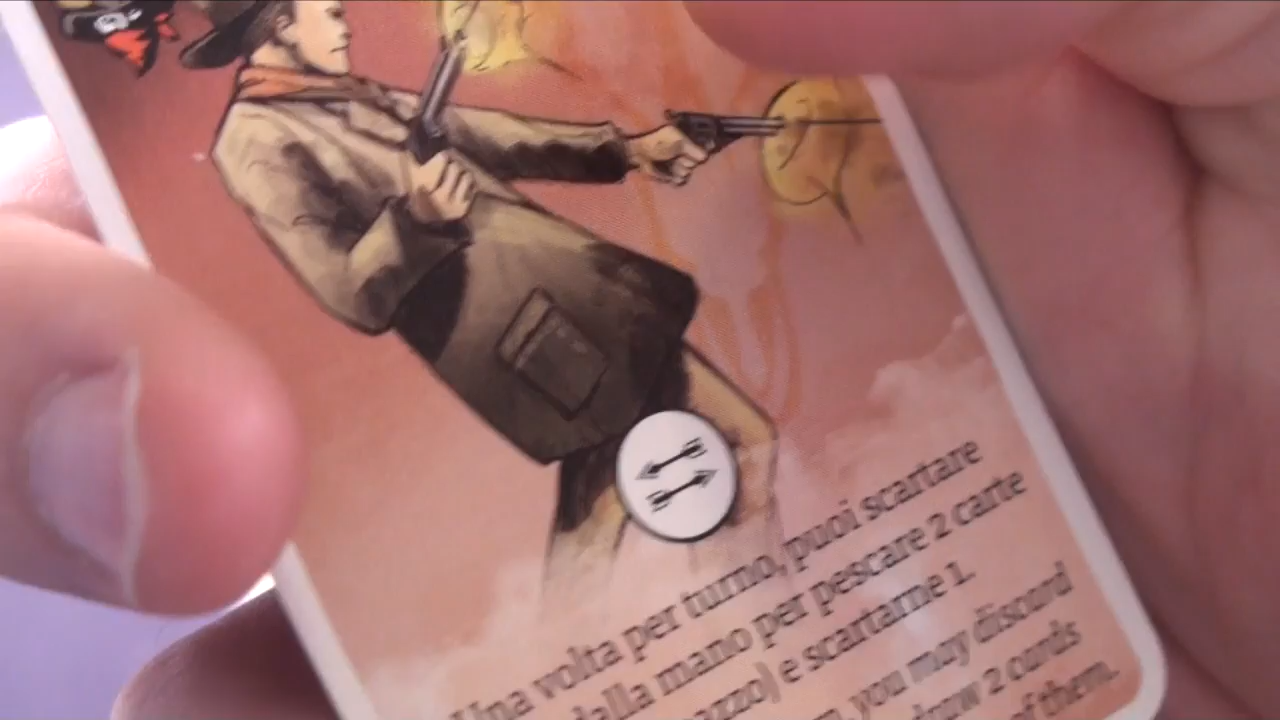 Una volta per turno, puoi scartare
dalla mano per pescare 2 carte
mazzo) e scartarne 1.
you may discard
draw 2 cards
of them.